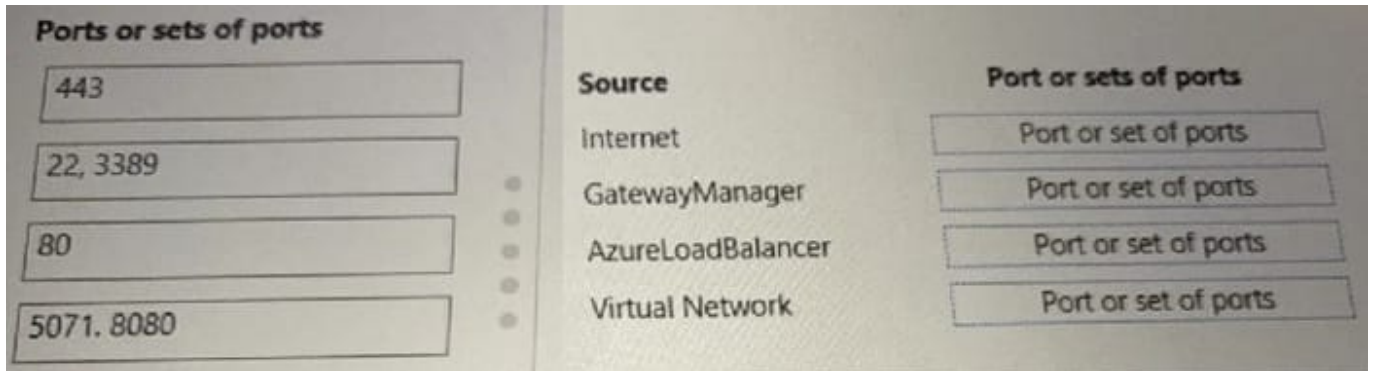 Ports or sets of ports
443
22, 3389
80
5071. 8080
Source
Port or sets of ports
Internet
Port or set of ports
GatewayManager
Port or set of ports
AzureLoadBalancer
Port or set of ports
Virtual Network
Port or set of ports